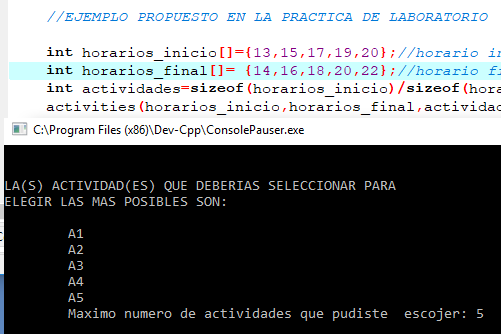 //EJEMPLO PROPUESTO EN LA PRACTICA DE LABORATORIO
int horarios_inicio[]={13,15,17,19,20};//horario in
int horarios_final[]= {14,16,18,20,22};//horario fi
int actividades=sizeof(horarios_inicio)/sizeof(hora
activities(horarios_inicio,horarios_final,actividad
C:\Program Files (x86)\Dev-Cpp\ConsolePauser.exe
LA(S) ACTIVIDAD(ES) QUE DEBERIAS SELECCIONAR PARA
ELEGIR LAS MAS POSIBLES SON:
A1
A2
A3
A4
A5
Maximo numero de actividades que pudiste escojer: 5